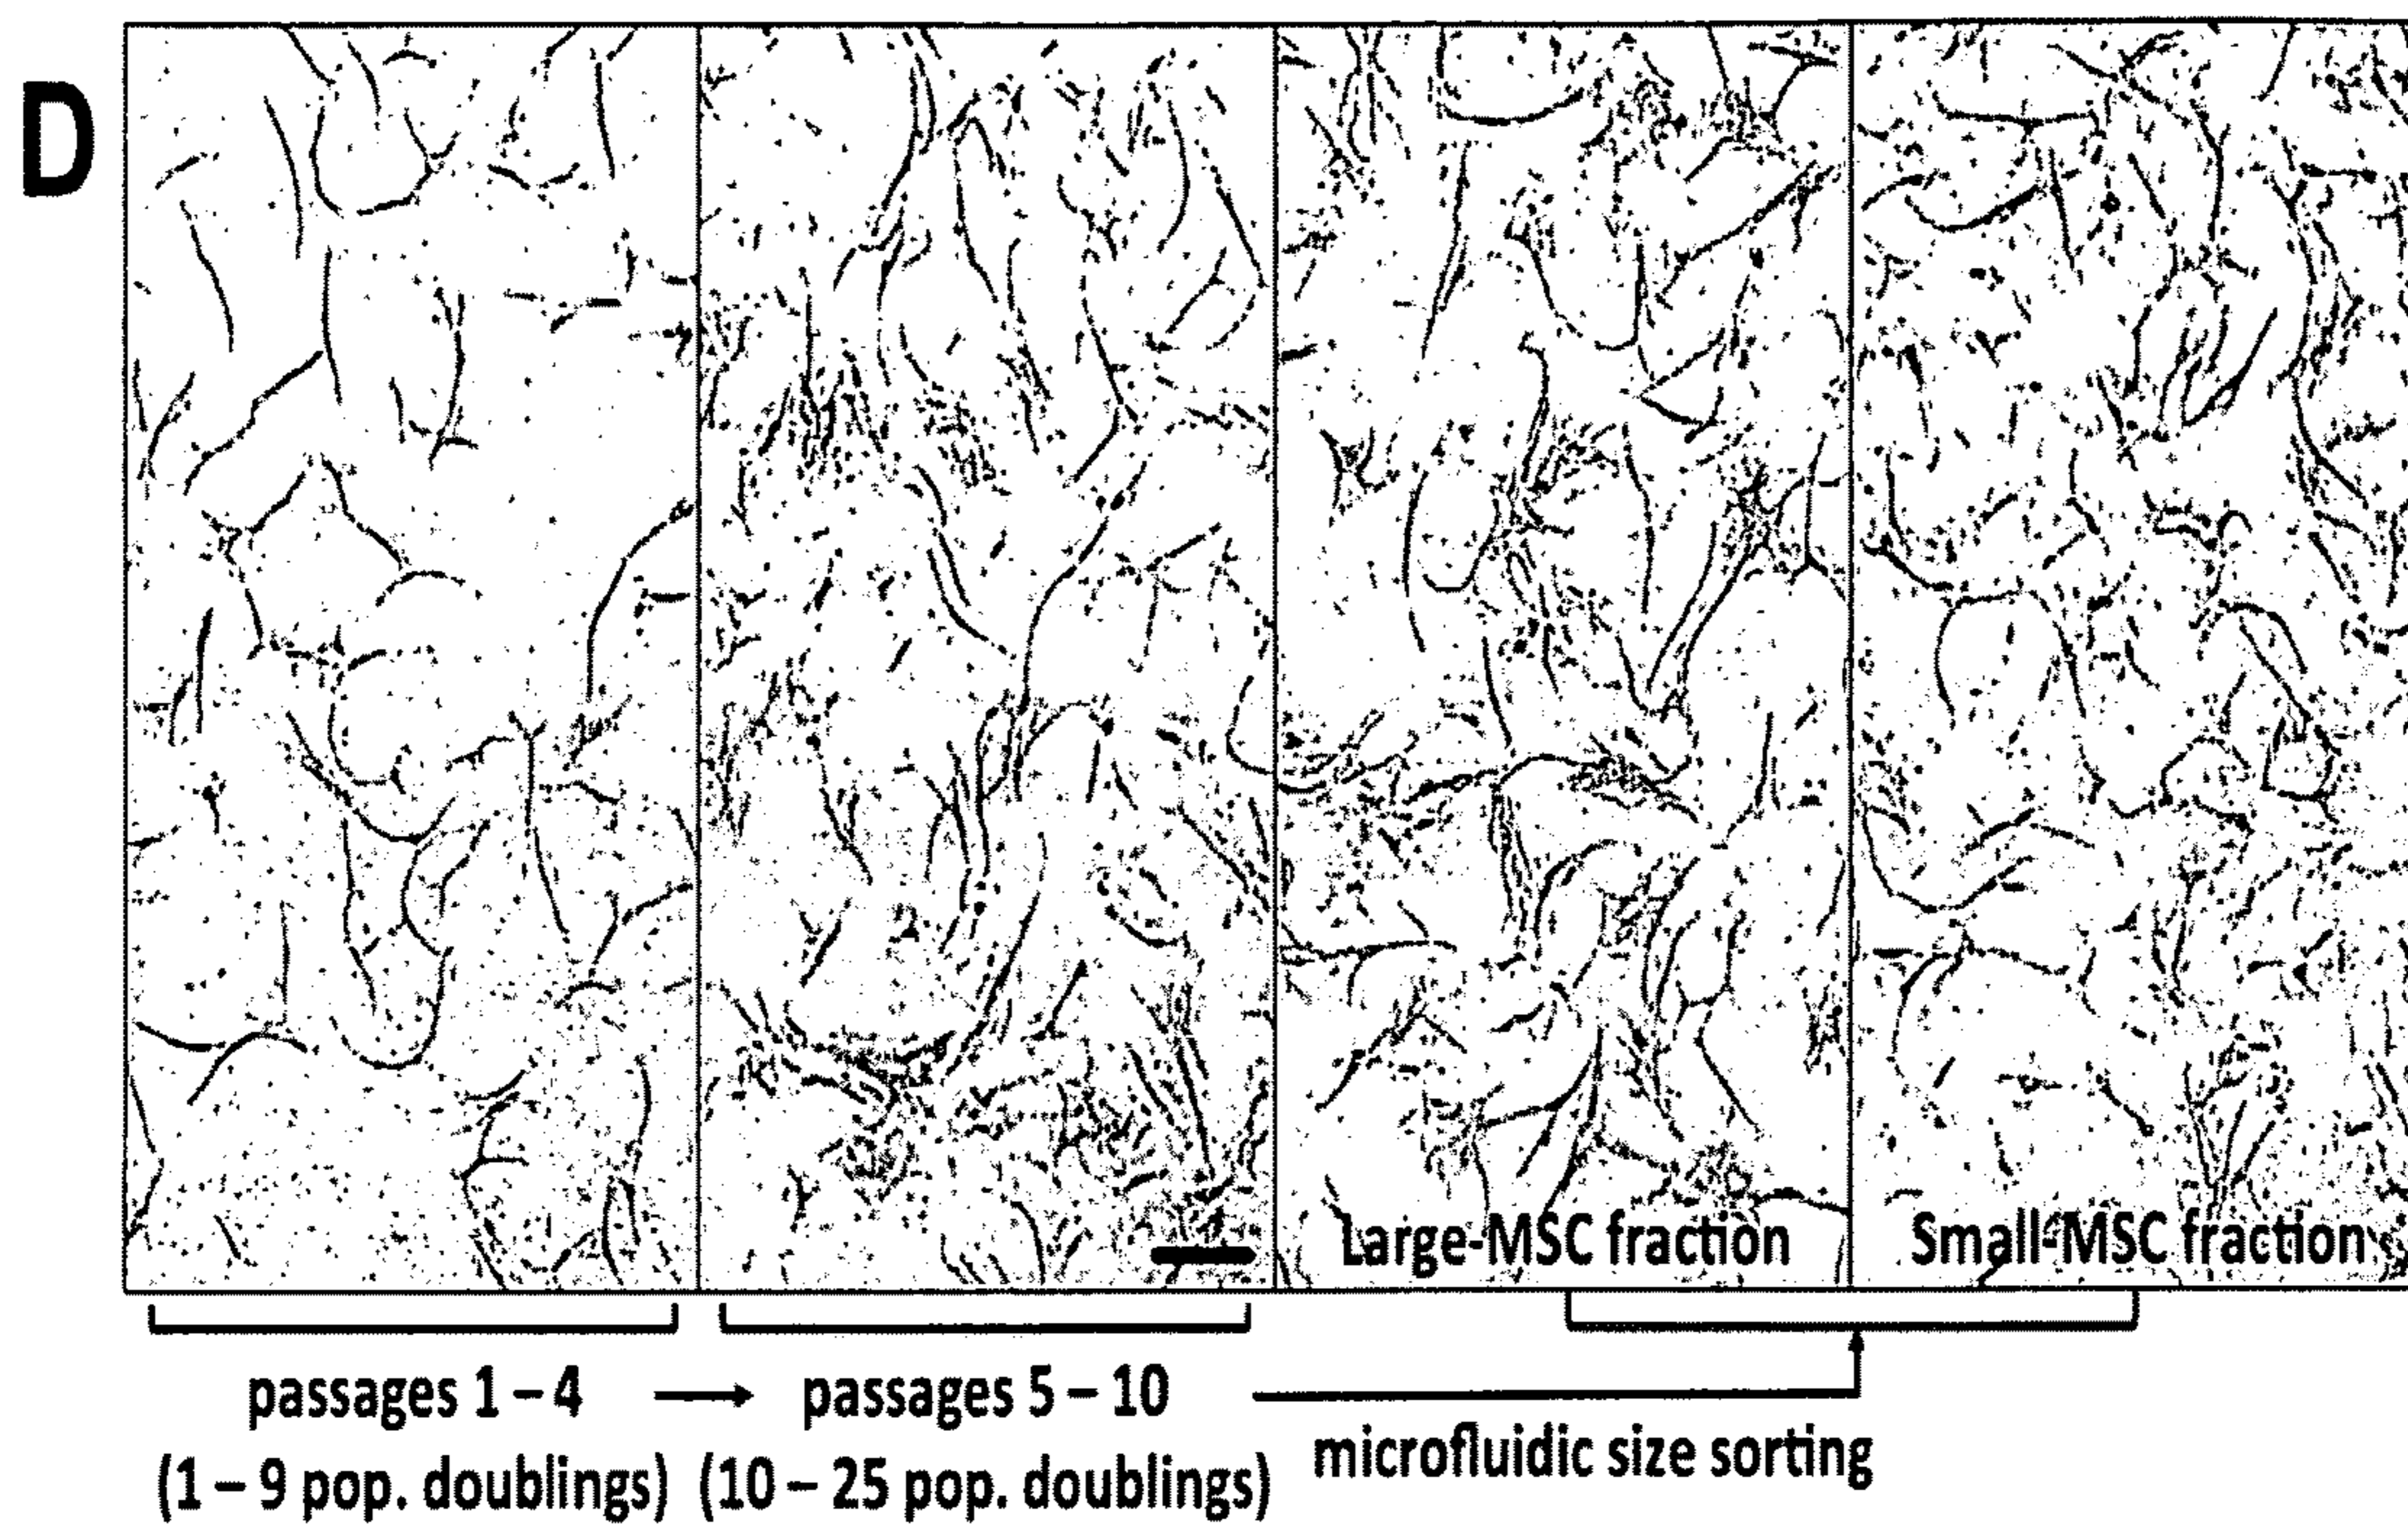 D
Large-MSC fraction
Small-MSC fraction
passages 1 – 4
passages 5 – 10
(1 – 9 pop. doublings)
(10 – 25 pop. doublings)
microfluidic size sorting